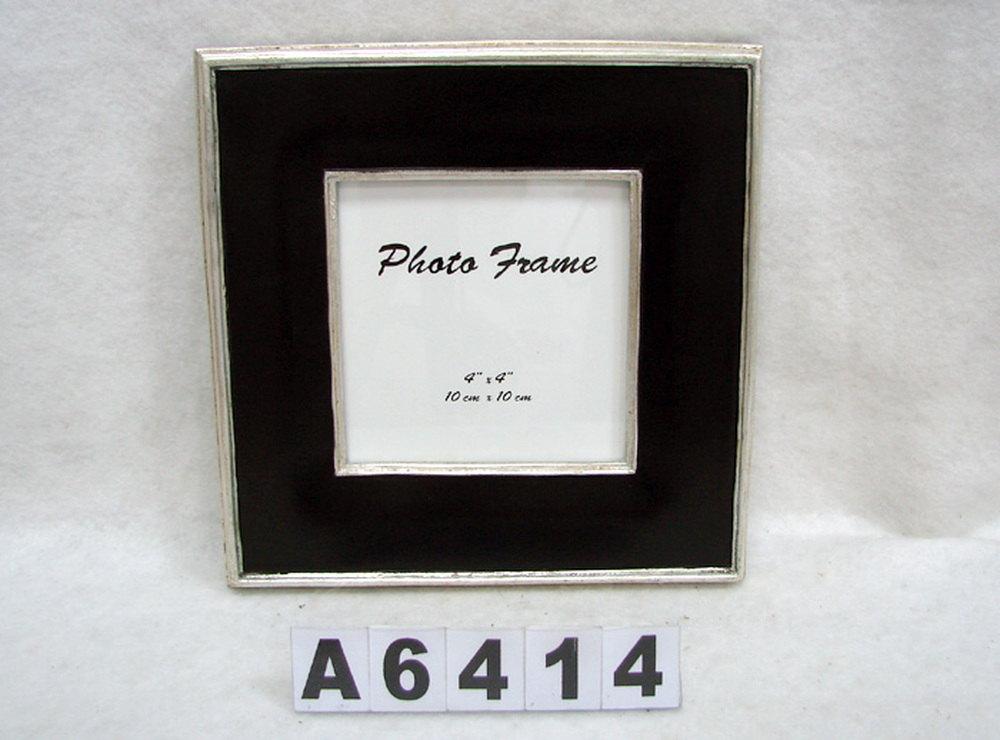 Photo Frame
4" x 4"
10 cm x 10 cm
A6414